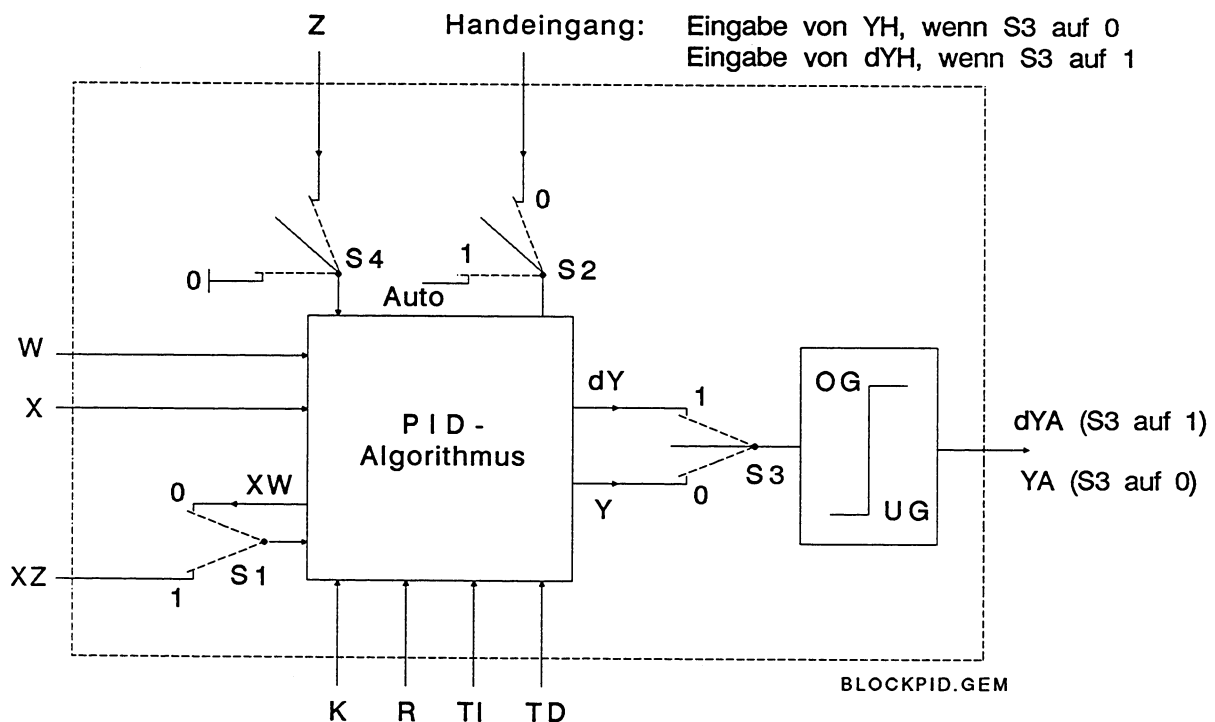 Z
Handeingang: Eingabe von YH, wenn S3 auf 0
Eingabe von dYH, wenn S3 auf 1
0
S4
0
1
S2
Auto
W
X
PID-
Algorithmus
dY
1
OG
UG
dYA (S3 auf 1)
YA (S3 auf 0)
S3
Y
0
XW
0
S1
XZ
1
K
R
TI
TD
BLOCKPID.GEM